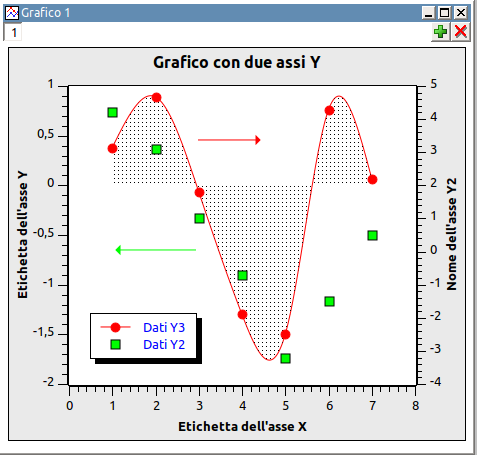 Grafico 1
1
Grafico con due assi Y
1
0,5
0
-0,5
-1
-1,5
-2
Etichetta dell'asse Y
5
4
3
2
1
0
-1
-2
-3
-4
Nome dell'asse Y2
Dati Y3
Dati Y2
0 1 2 3 4 5 6 7 8
Etichetta dell'asse X